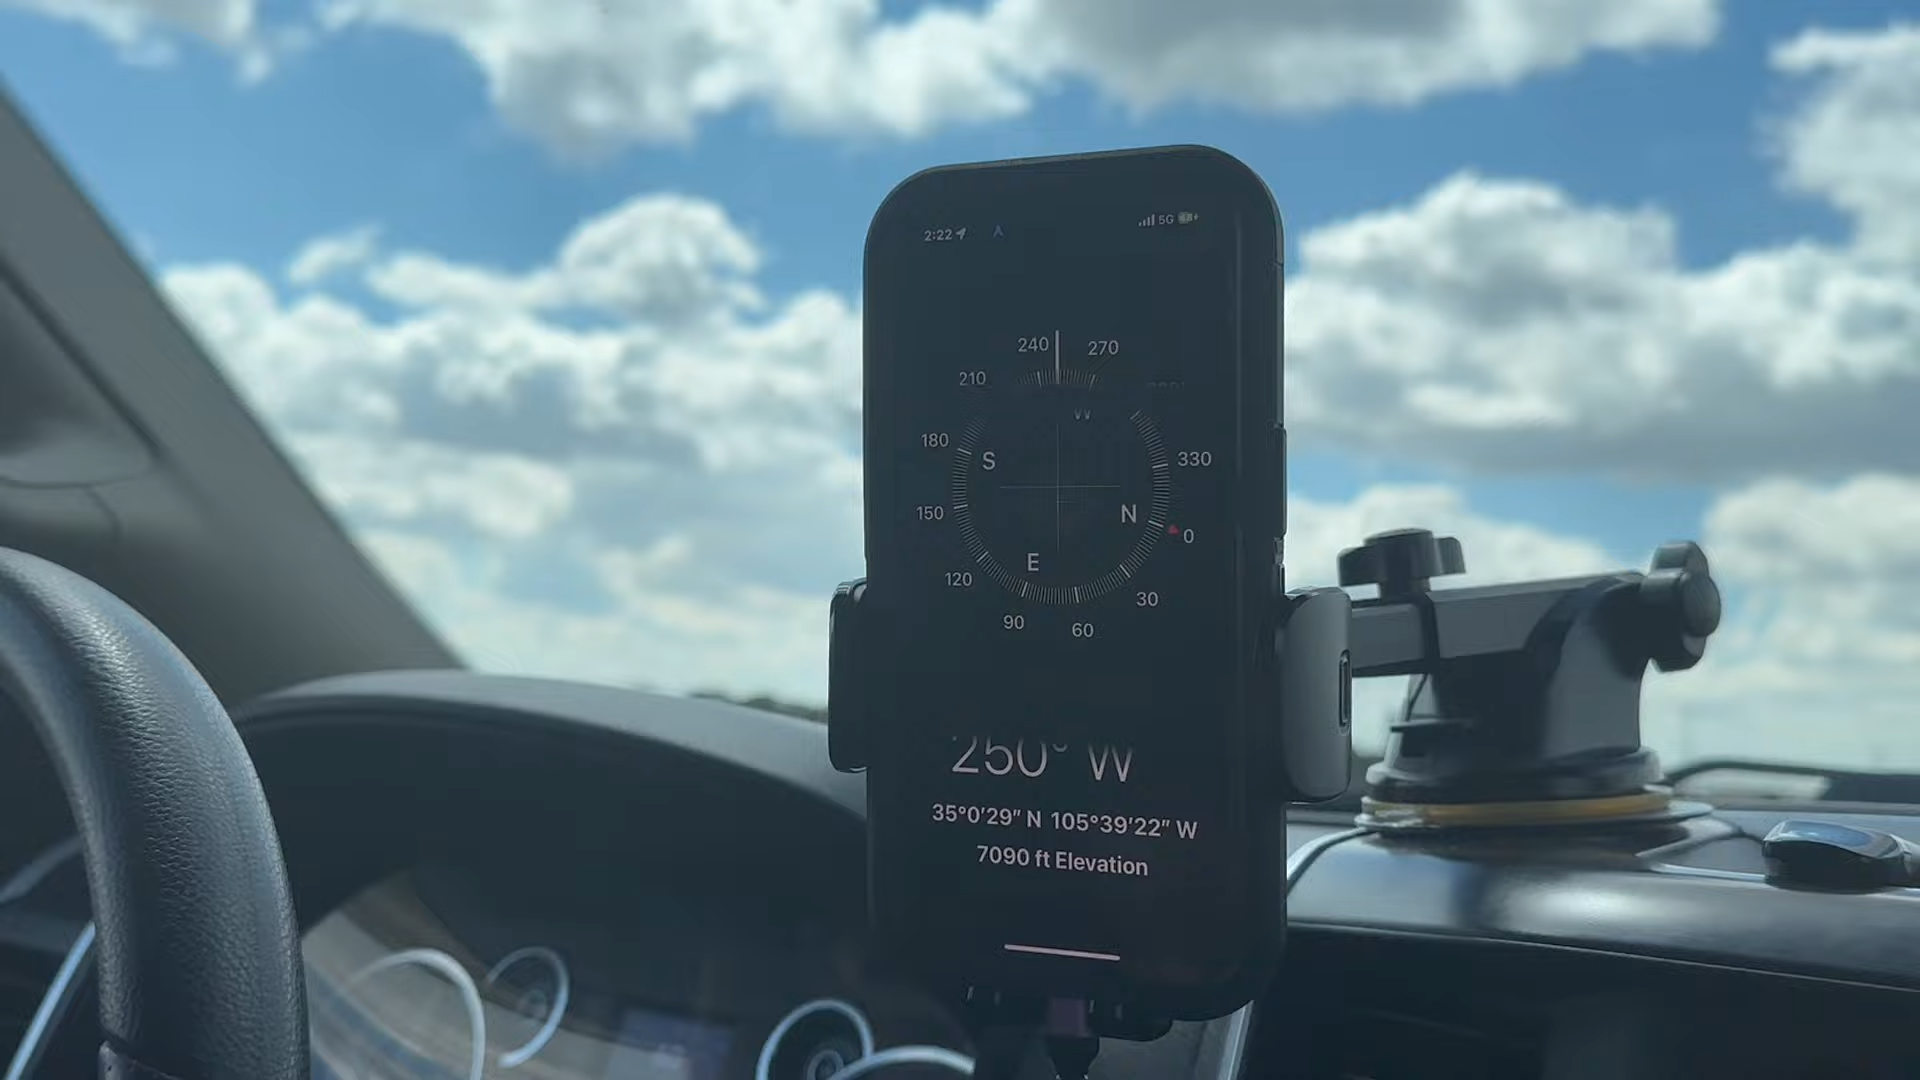 2:22
5G
240 270
210
W
180 330
S
150 N 0
E
120 30
90 60
250° W
35°0'29" N 105°39'22" W
7090 ft Elevation